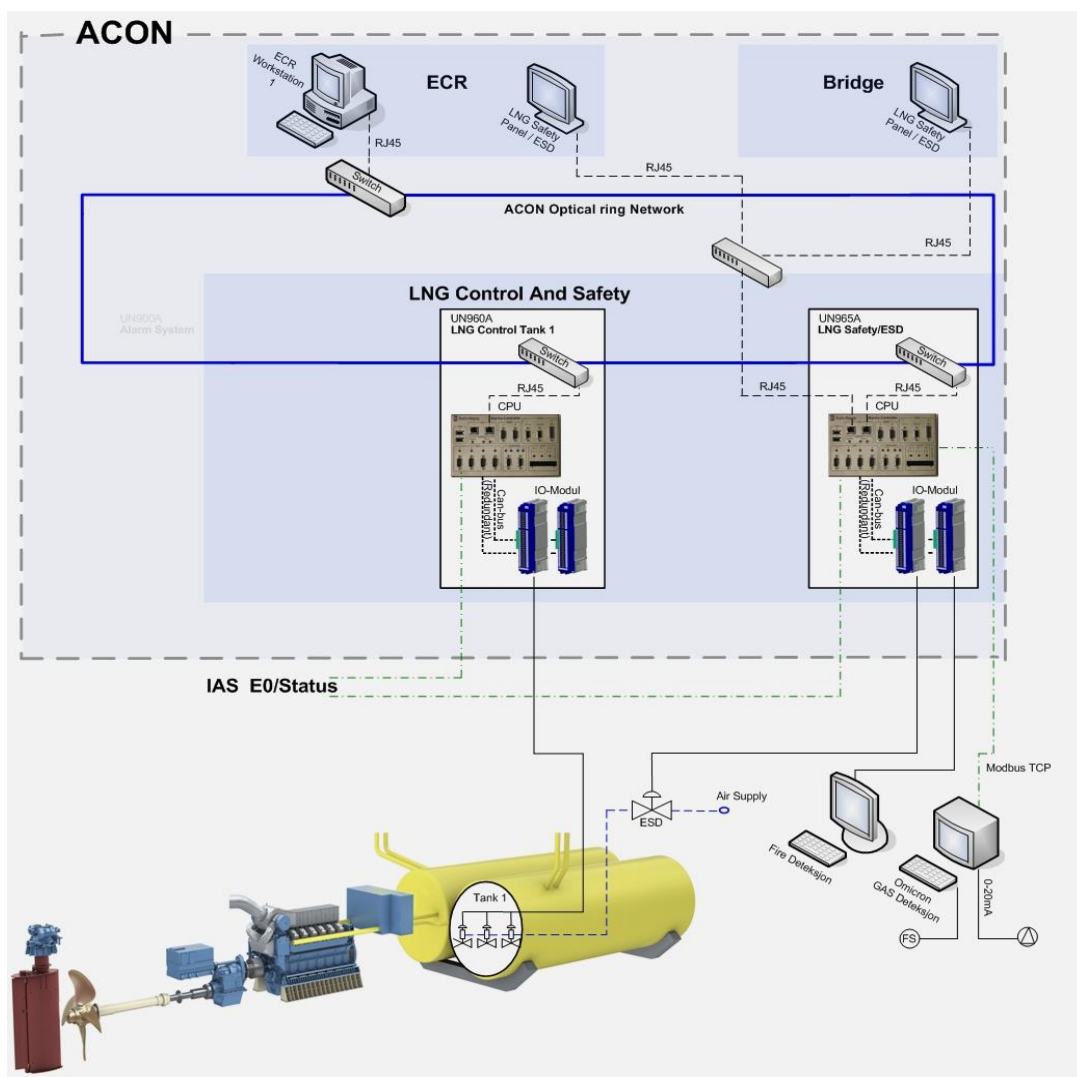 ACON
ECR
Workstation
1
ECR
LNG Safety
Panel / ESD
Bridge
LNG Safety
Panel / ESD
RJ45
RJ45
RJ45
Switch
ACON Optical ring Network
LNG Control And Safety
UN900A
Alarm System
UN960A
LNG Control Tank 1
Switch
RJ45
CPU
Can-bus
(Redundant)
IO-Modul
UN965A
LNG Safety/ESD
Switch
RJ45
RJ45
CPU
Can-bus
(Redundant)
IO-Modul
IAS E0/Status
Modbus TCP
Air Supply
ESD
Fire Deteksjon
Omicron
GAS Deteksjon
0-20mA
FS
Tank 1